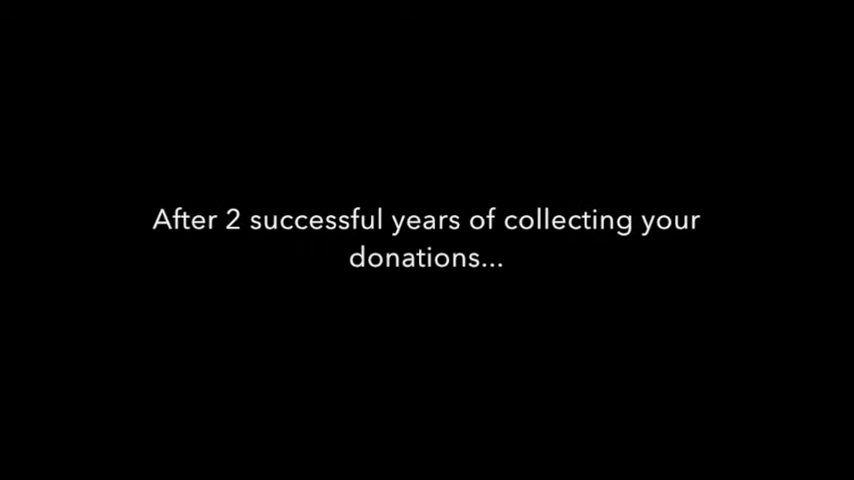 After 2 successful years of collecting your
donations...